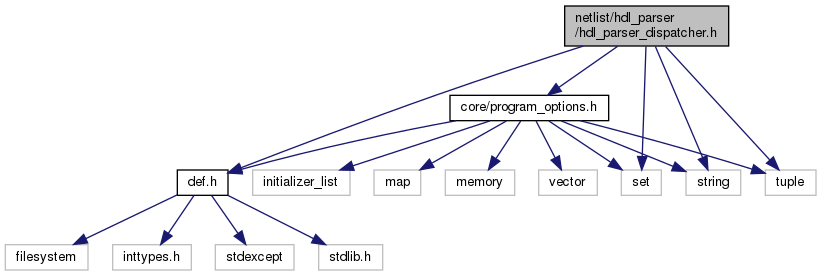 netlist/hdl_parser
/hdl_parser_dispatcher.h
core/program_options.h
def.h
initializer_list
map
memory
vector
set
string
tuple
filesystem
inttypes.h
stdexcept
stdlib.h